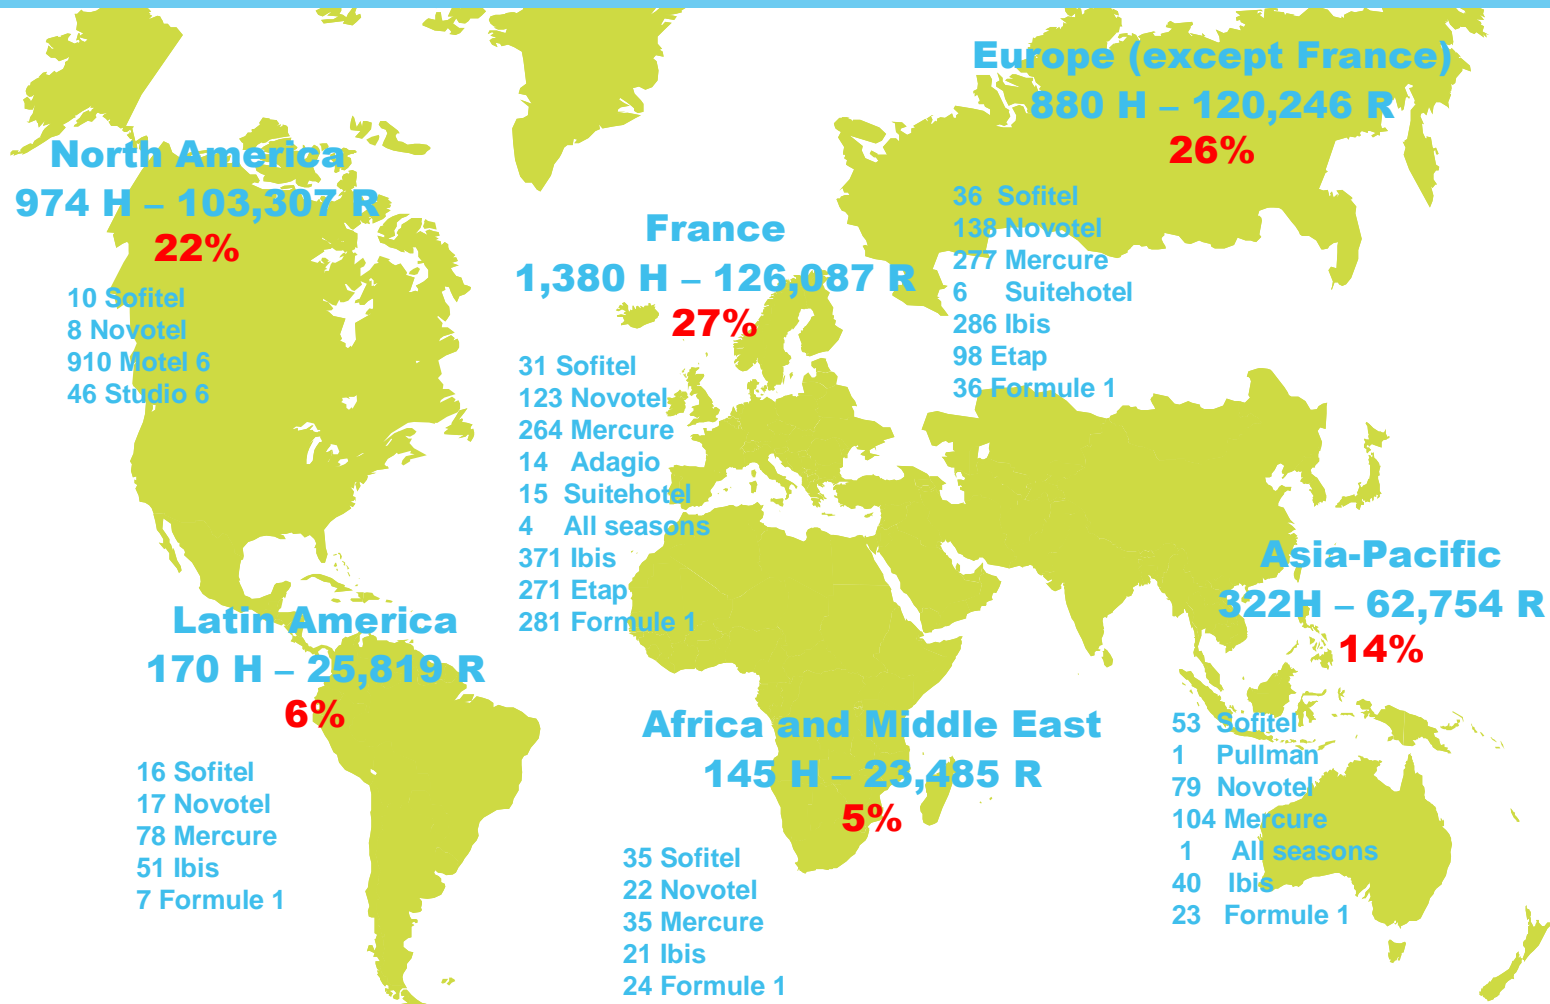 North America
974 H – 103,307 R
22%
10 Sofitel
8 Novotel
910 Motel 6
46 Studio 6
France
1,380 H – 126,087 R
27%
31 Sofitel
123 Novotel
264 Mercure
14 Adagio
15 Suitehotel
4 All seasons
371 Ibis
271 Etap
281 Formule 1
Europe (except France)
880 H – 120,246 R
26%
36 Sofitel
138 Novotel
277 Mercure
6 Suitehotel
286 Ibis
98 Etap
36 Formule 1
Latin America
170 H – 25,819 R
6%
16 Sofitel
17 Novotel
78 Mercure
51 Ibis
7 Formule 1
Africa and Middle East
145 H – 23,485 R
5%
35 Sofitel
22 Novotel
35 Mercure
21 Ibis
24 Formule 1
Asia-Pacific
322H – 62,754 R
14%
53 Sofitel
1 Pullman
79 Novotel
104 Mercure
1 All seasons
40 Ibis
23 Formule 1